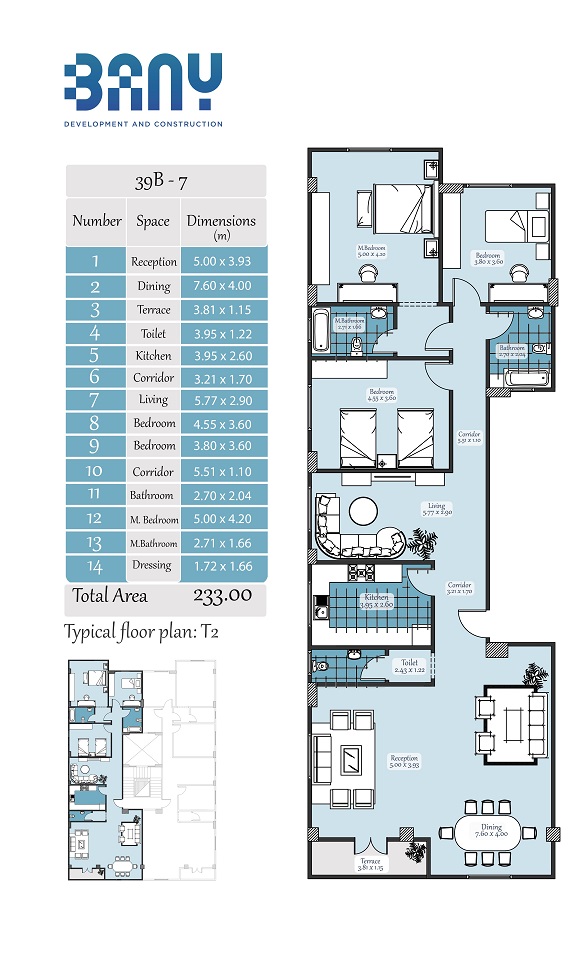 BANY
DEVELOPMENT AND CONSTRUCTION
39B - 7
Number Space Dimensions
(m)
1 Reception 5.00 x 3.93
2 Dining 7.60 x 4.00
3 Terrace 3.81 x 1.15
4 Toilet 3.95 x 1.22
5 Kitchen 3.95 x 2.60
6 Corridor 3.21 x 1.70
7 Living 5.77 x 2.90
8 Bedroom 4.55 x 3.60
9 Bedroom 3.80 x 3.60
10 Corridor 5.51 x 1.10
11 Bathroom 2.70 x 2.04
12 M. Bedroom 5.00 x 4.20
13 M.Bathroom 2.71 x 1.66
14 Dressing 1.72 x 1.66
Total Area 233.00
Typical floor plan: T2
M.Bedroom
5.00 x 4.20
Bedroom
3.80 x 3.60
M.Bathroom
2.71 x 1.66
Bathroom
2.70 x 2.04
Bedroom
4.55 x 3.60
Corridor
5.51 x 1.10
Living
5.77 x 2.90
Corridor
3.21 x 1.70
Kitchen
3.95 x 2.60
Toilet
2.43 x 1.22
Reception
5.00 x 3.93
Dining
7.60 x 4.00
Terrace
3.81 x 1.15